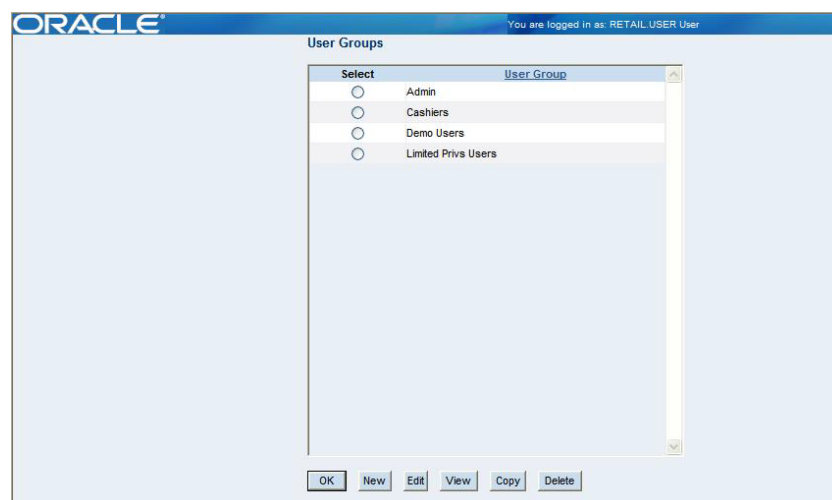 ORACLE®
You are logged in as: RETAIL.USER User
User Groups
Select User Group
Admin
Cashiers
Demo Users
Limited Privs Users
OK New Edit View Copy Delete